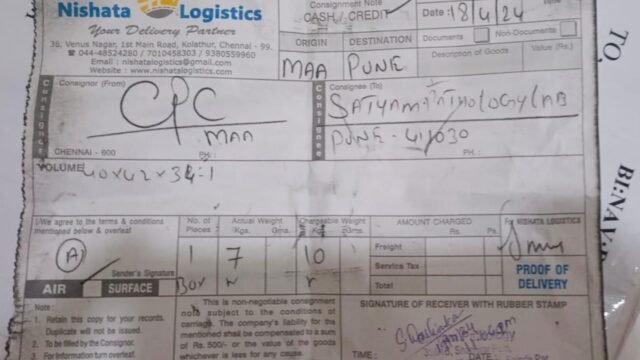 Nishata Logistics
Your Delivery Partner
36, Venus Nagar, 1st Main Road, Kolathur, Chennai - 99.
044-48524280 / 7010458303 / 9380559960
Email : nishatalogistics@gmail.com
Website : www.nishatalogistics.com
Consignment Note
CASH / CREDIT
Date : 18/4/24
ORIGIN DESTINATION
MAA PUNE
Documents Non-Documents
Description of Goods Value (Rs.)
Consignor
Consignor (From)
CPC
MAA
CHENNAI - 600 PH. :
Consignee
Consignee (To)
SATYAM PATHOLOGY LAB
PUNE - 411030
PH. :
VOLUME 40x42x34=1
I/We agree to the terms & conditions
mentioned below & overleaf
(A)
Sender's Signature
AIR SURFACE
No. of Pieces
1
BOX
Actual Weight
Kgs. Gms.
7
Chargeable Weight
Kgs. Gms.
10
AMOUNT CHARGED
Rs. Ps.
Freight
Service Tax
Total
For NISHATA LOGISTICS
PROOF OF
DELIVERY
Note :
1. Retain this copy for your records.
Duplicate will not be issued.
2. To be filled by the Consignor.
3. For Information turn overleaf.
This is non-negotiable consignment
note subject to the conditions of
carriage. The company's liability for
the mentioned shall be compensated to a sum
of Rs. 500/- or the value of the goods
whichever is less for any cause.
SIGNATURE OF RECEIVER WITH RUBBER STAMP
TIME :
TO,
BI.NAV.